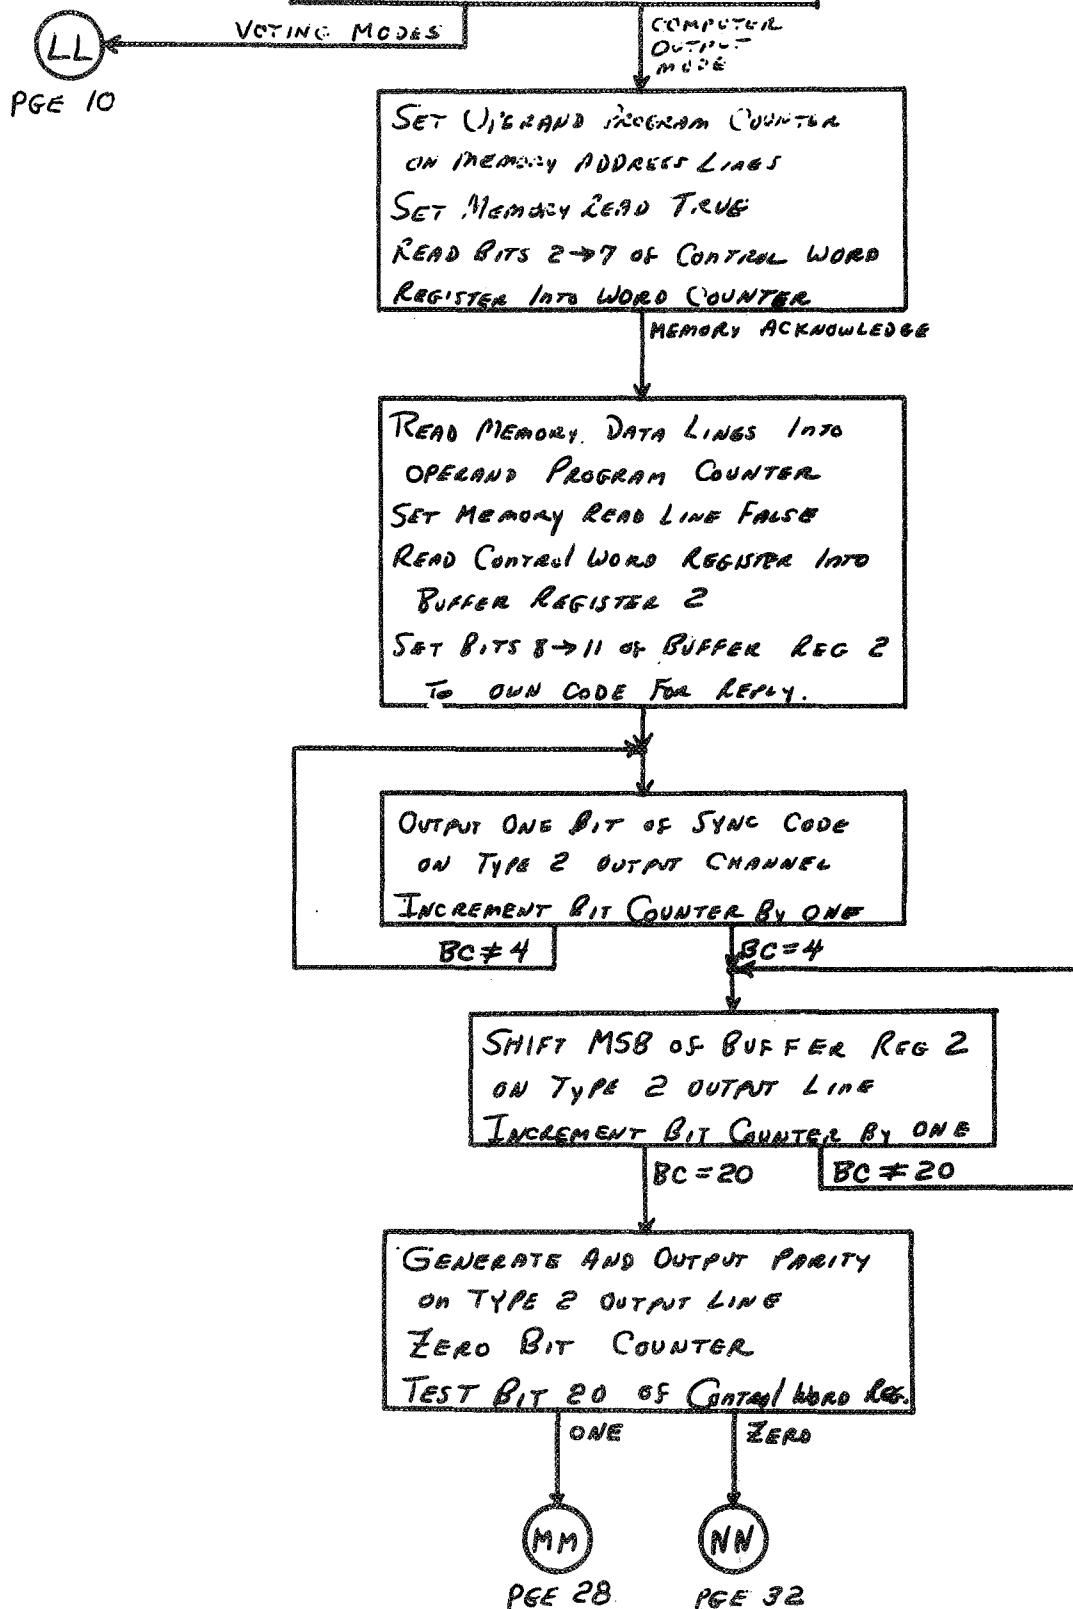 VOTING MODES
LL
PGE 10
COMPUTER
OUTPUT
MODE
SET OPERAND PROGRAM COUNTER
ON MEMORY ADDRESS LINES
SET MEMORY READ TRUE
READ BITS 2→7 OF CONTROL WORD
REGISTER INTO WORD COUNTER
MEMORY ACKNOWLEDGE
READ MEMORY DATA LINES INTO
OPERAND PROGRAM COUNTER
SET MEMORY READ LINE FALSE
READ CONTROL WORD REGISTER INTO
BUFFER REGISTER 2
SET BITS 8→11 OF BUFFER REG 2
TO OWN CODE FOR REPLY.
OUTPUT ONE BIT OF SYNC CODE
ON TYPE 2 OUTPUT CHANNEL
INCREMENT BIT COUNTER BY ONE
BC≠4
BC=4
SHIFT MSB OF BUFFER REG 2
ON TYPE 2 OUTPUT LINE
INCREMENT BIT COUNTER BY ONE
BC=20
BC≠20
GENERATE AND OUTPUT PARITY
ON TYPE 2 OUTPUT LINE
ZERO BIT COUNTER
TEST BIT 20 OF CONTROL WORD REG.
ONE
ZERO
MM
NN
PGE 28
PGE 32